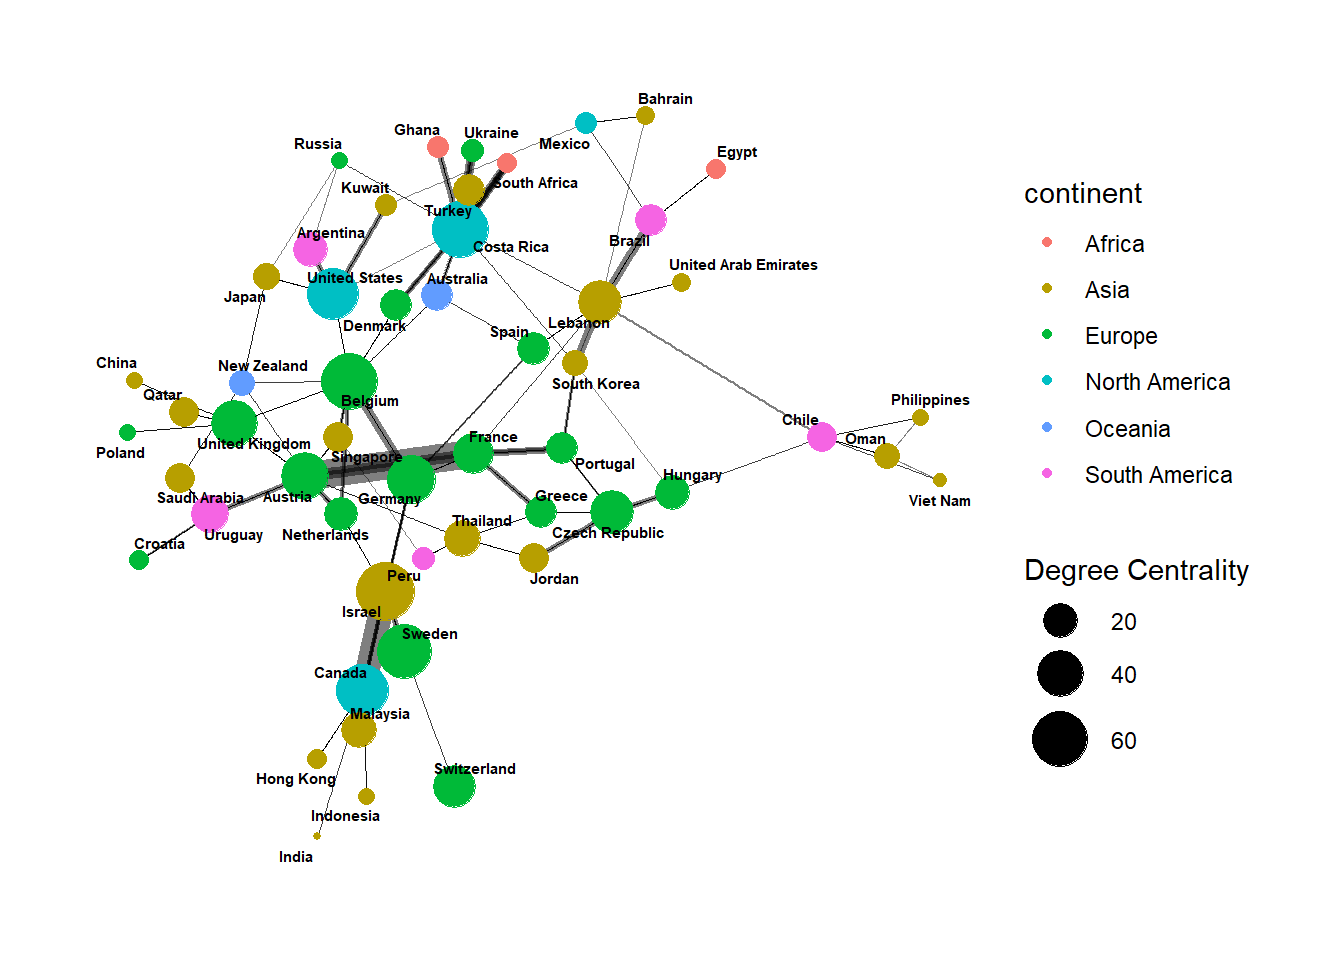 Bahrain
Ghana
Ukraine
Mexico
Russia
Egypt
Kuwait
South Africa
Turkey
Argentina
Brazil
Costa Rica
United Arab Emirates
United States
Australia
Japan
Denmark
Lebanon
Spain
China
New Zealand
South Korea
Qatar
Belgium
Philippines
Chile
United Kingdom
France
Oman
Poland
Singapore
Portugal
Hungary
Saudi Arabia
Austria
Germany
Greece
Viet Nam
Uruguay
Netherlands
Thailand
Czech Republic
Croatia
Peru
Jordan
Israel
Sweden
Canada
Malaysia
Hong Kong
Switzerland
Indonesia
India
continent
Africa
Asia
Europe
North America
Oceania
South America
Degree Centrality
20
40
60